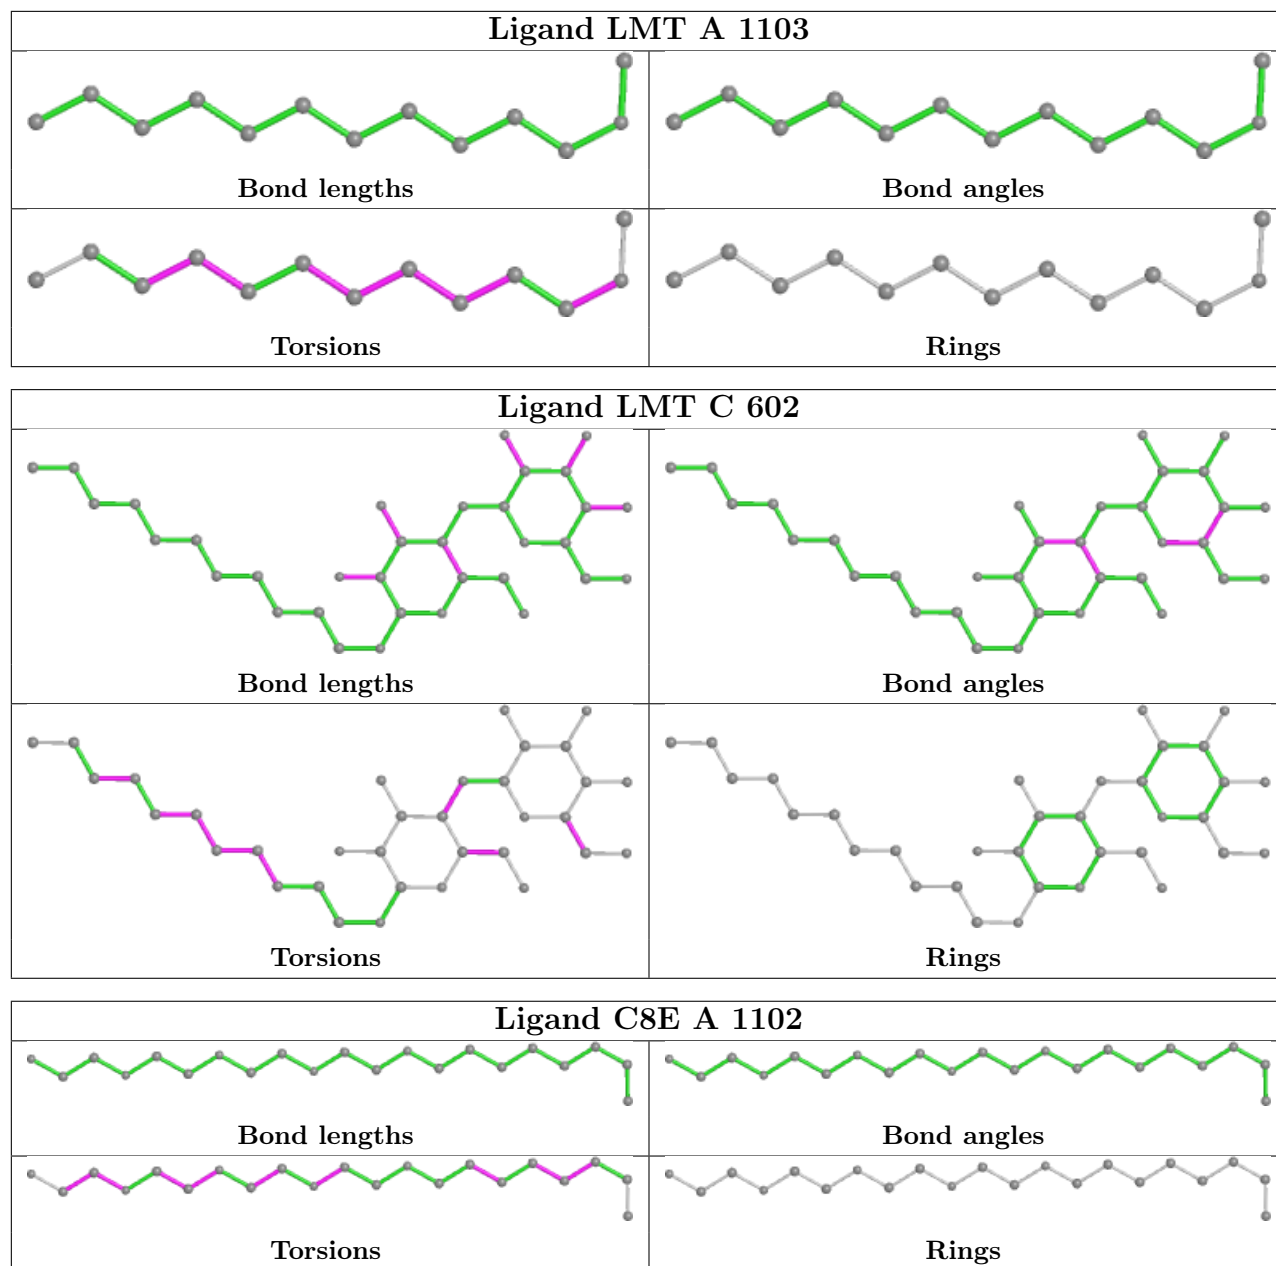 Ligand LMT A 1103
Bond lengths
Bond angles
Torsions
Rings
Ligand LMT C 602
Bond lengths
Bond angles
Torsions
Rings
Ligand C8E A 1102
Bond lengths
Bond angles
Torsions
Rings